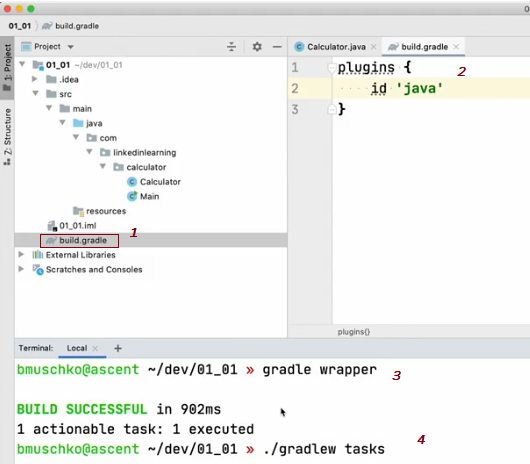 0
01_01 build.gradle
1: Project
Z: Structure
Project
01_01 ~/dev/01_01
.idea
src
main
java
com
linkedinlearning
calculator
Calculator
Main
resources
01_01.iml
build.gradle
1
External Libraries
Scratches and Consoles
Calculator.java build.gradle
1 plugins {
2
2 id 'java'
3 }
plugins{}
Terminal: Local +
bmuschko@ascent ~/dev/01_01 » gradle wrapper
3
BUILD SUCCESSFUL in 902ms
1 actionable task: 1 executed
bmuschko@ascent ~/dev/01_01 » ./gradlew tasks
4